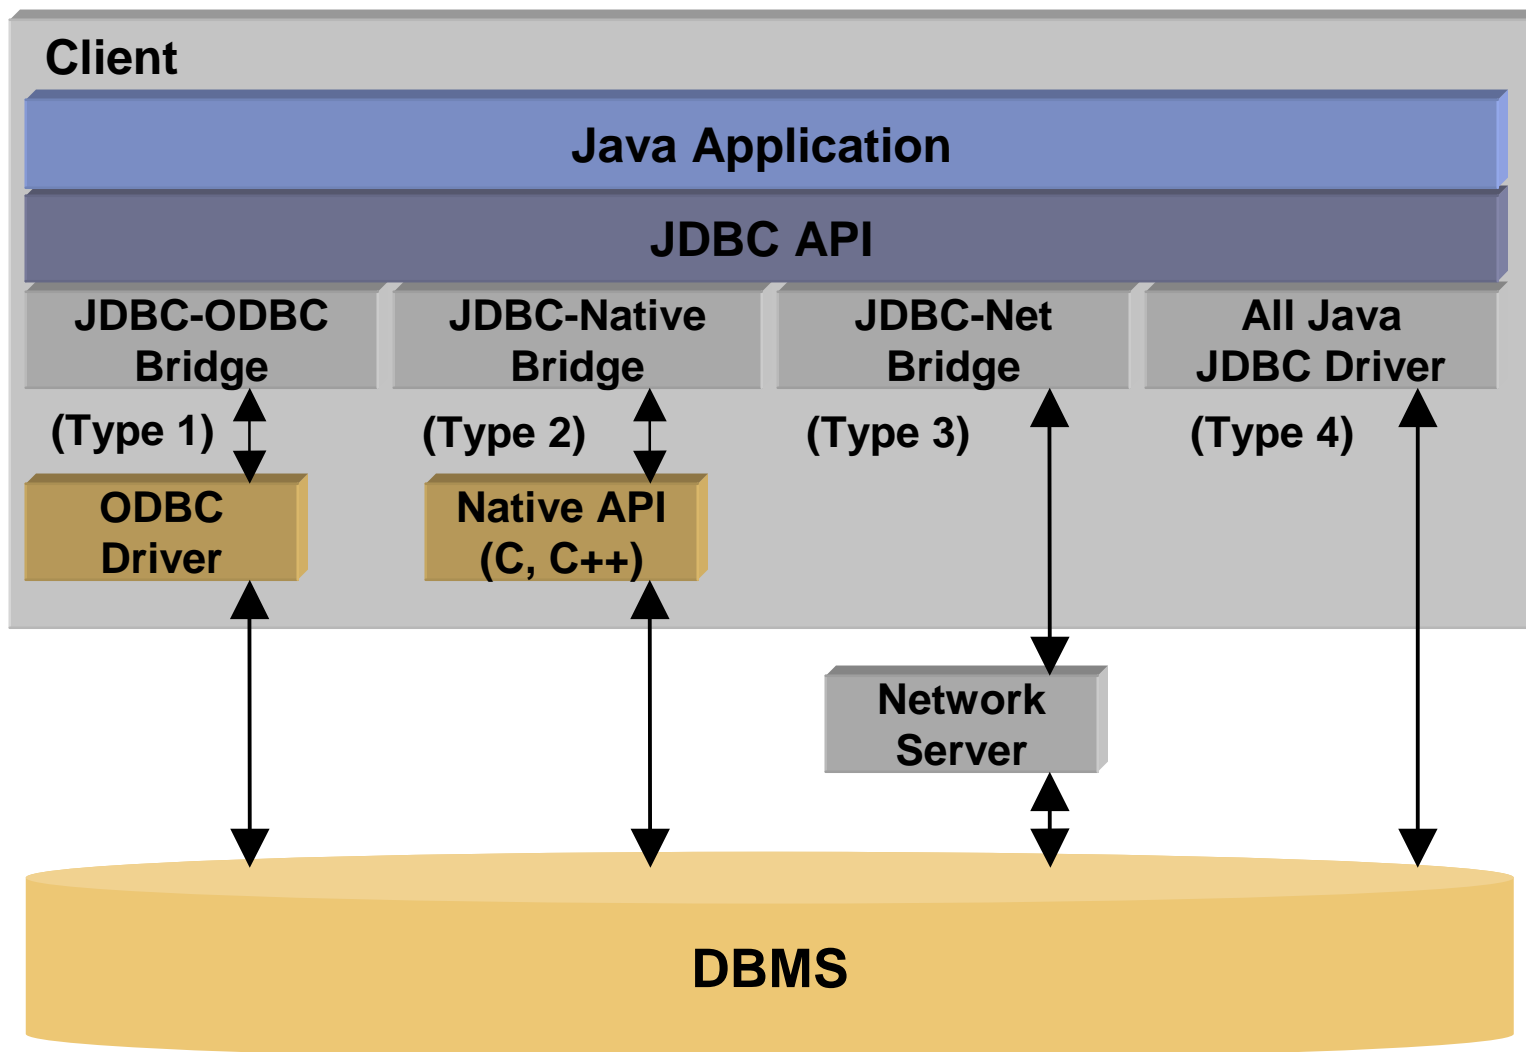 Client
Java Application
JDBC API
JDBC-ODBC
Bridge
JDBC-Native
Bridge
JDBC-Net
Bridge
All Java
JDBC Driver
(Type 1)
(Type 2)
(Type 3)
(Type 4)
ODBC
Driver
Native API
(C, C++)
Network
Server
DBMS